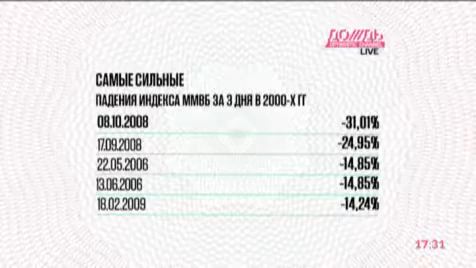 ДОЖДЬ
OPTIMISTIC CHANNEL
LIVE
САМЫЕ СИЛЬНЫЕ
ПАДЕНИЯ ИНДЕКСА ММВБ ЗА 3 ДНЯ В 2000-Х ГГ
08.10.2008 -31,01%
17.09.2008 -24,95%
22.05.2006 -14,85%
13.06.2006 -14,85%
18.02.2009 -14,24%
17:31